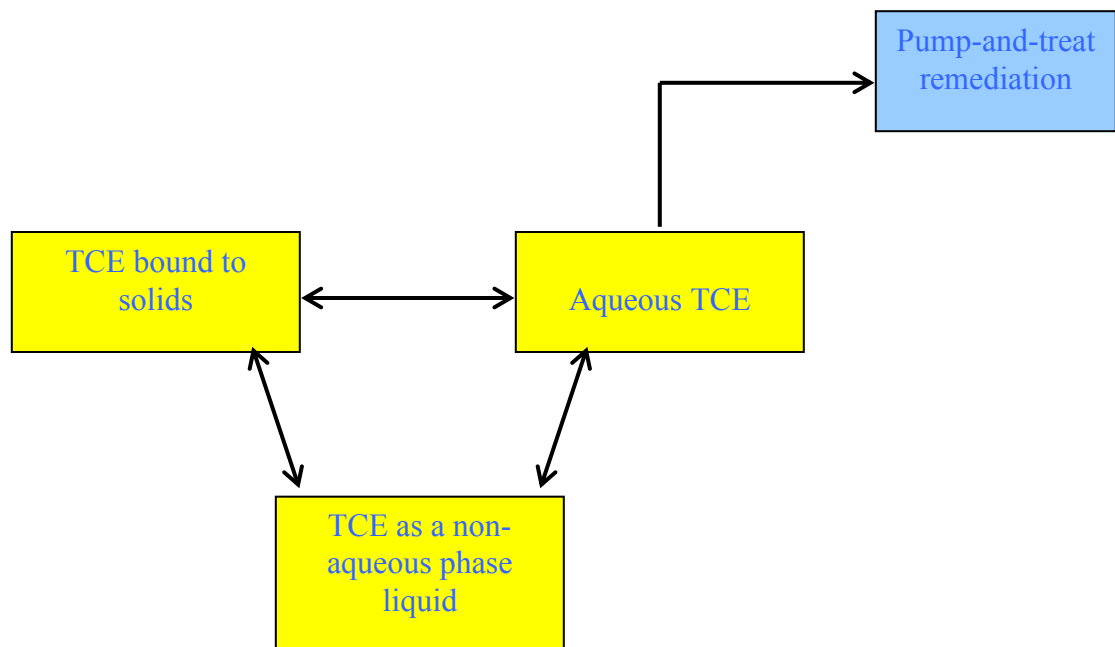 Pump-and-treat
remediation
TCE bound to
solids
Aqueous TCE
TCE as a non-
aqueous phase
liquid